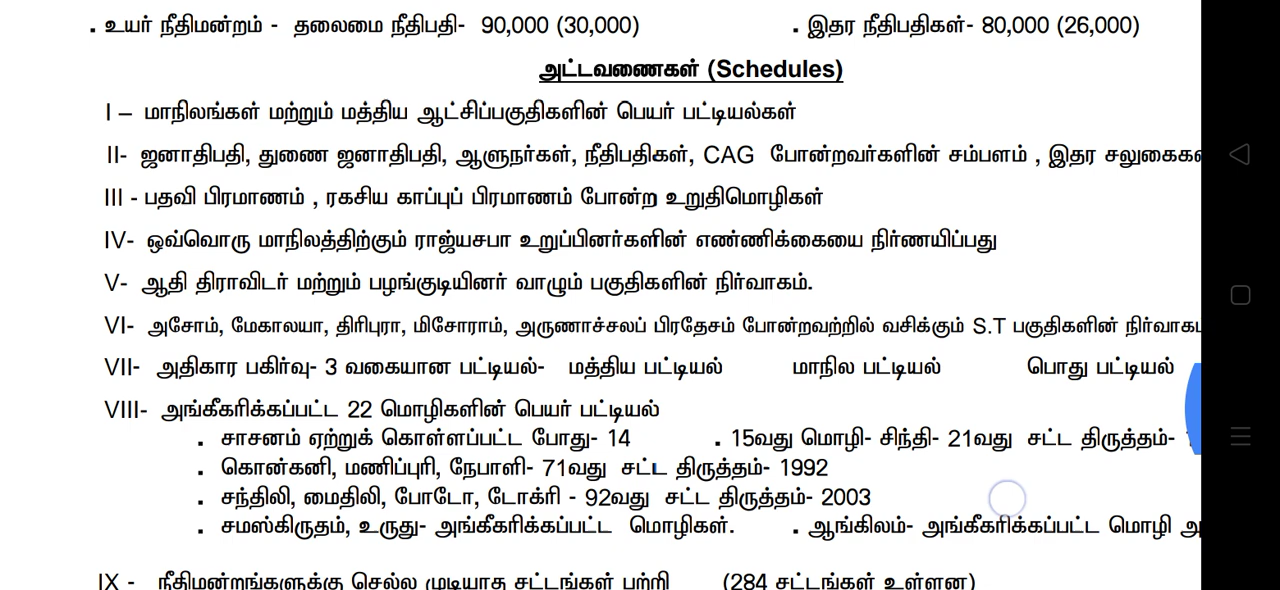 . உயர் நீதிமன்றம் - தலைமை நீதிபதி- 90,000 (30,000) . இதர நீதிபதிகள்- 80,000 (26,000)
அட்டவணைகள் (Schedules)
I – மாநிலங்கள் மற்றும் மத்திய ஆட்சிப்பகுதிகளின் பெயர் பட்டியல்கள்
II- ஜனாதிபதி, துணை ஜனாதிபதி, ஆளுநர்கள், நீதிபதிகள், CAG போன்றவர்களின் சம்பளம் , இதர
III - பதவி பிரமாணம் , ரகசிய காப்புப் பிரமாணம் போன்ற உறுதிமொழிகள்
IV- ஒவ்வொரு மாநிலத்திற்கும் ராஜ்யசபா உறுப்பினர்களின் எண்ணிக்கையை நிர்ணயிப்பது
V- ஆதி திராவிடர் மற்றும் பழங்குடியினர் வாழும் பகுதிகளின் நிர்வாகம்.
VI- அசோம், மேகாலயா, திரிபுரா, மிசோராம், அருணாச்சலப் பிரதேசம் போன்றவற்றில் வசிக்கும் S.T பகுதிகளின்
VII- அதிகார பகிர்வு- 3 வகையான பட்டியல்- மத்திய பட்டியல் மாநில பட்டியல் பொது பட்டியல்
VIII- அங்கீகரிக்கப்பட்ட 22 மொழிகளின் பெயர் பட்டியல்
. சாசனம் ஏற்றுக் கொள்ளப்பட்ட போது- 14 . 15வது மொழி- சிந்தி- 21வது சட்ட திருத்தம்-
. கொன்கனி, மணிப்புரி, நேபாளி- 71வது சட்ட திருத்தம்- 1992
. சந்திலி, மைதிலி, போடோ, டோக்ரி - 92வது சட்ட திருத்தம்- 2003
. சமஸ்கிருதம், உருது- அங்கீகரிக்கப்பட்ட மொழிகள். . ஆங்கிலம்- அங்கீகரிக்கப்பட்ட மொழி
IX - நீதிமன்றங்களுக்கு செல்ல முடியாத சட்டங்கள் பற்றி (284 சட்டங்கள் உள்ளன)